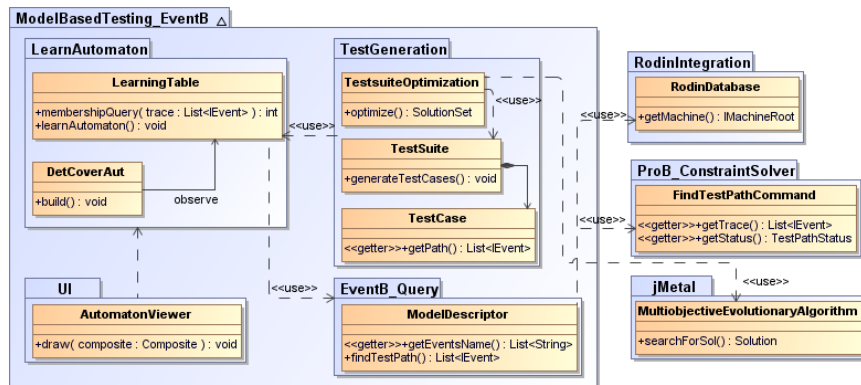 ModelBasedTesting_EventB
LearnAutomaton
LearningTable
+membershipQuery( trace : List<IEvent> ) : int
+learnAutomaton() : void
DetCoverAut
+build() : void
observe
TestGeneration
TestsuiteOptimization
+optimize() : SolutionSet
<<use>>
<<use>>
TestSuite
+generateTestCases() : void
TestCase
<<getter>>+getPath() : List<IEvent>
UI
AutomatonViewer
+draw( composite : Composite ) : void
<<use>>
EventB_Query
ModelDescriptor
<<getter>>+getEventsName() : List<String>
+findTestPath() : List<IEvent>
RodinIntegration
RodinDatabase
+getMachine() : IMachineRoot
<<use>>
ProB_ConstraintSolver
FindTestPathCommand
<<getter>>+getTrace() : List<IEvent>
<<getter>>+getStatus() : TestPathStatus
<<use>>
<<use>>
jMetal
MultiobjectiveEvolutionaryAlgorithm
+searchForSol() : Solution